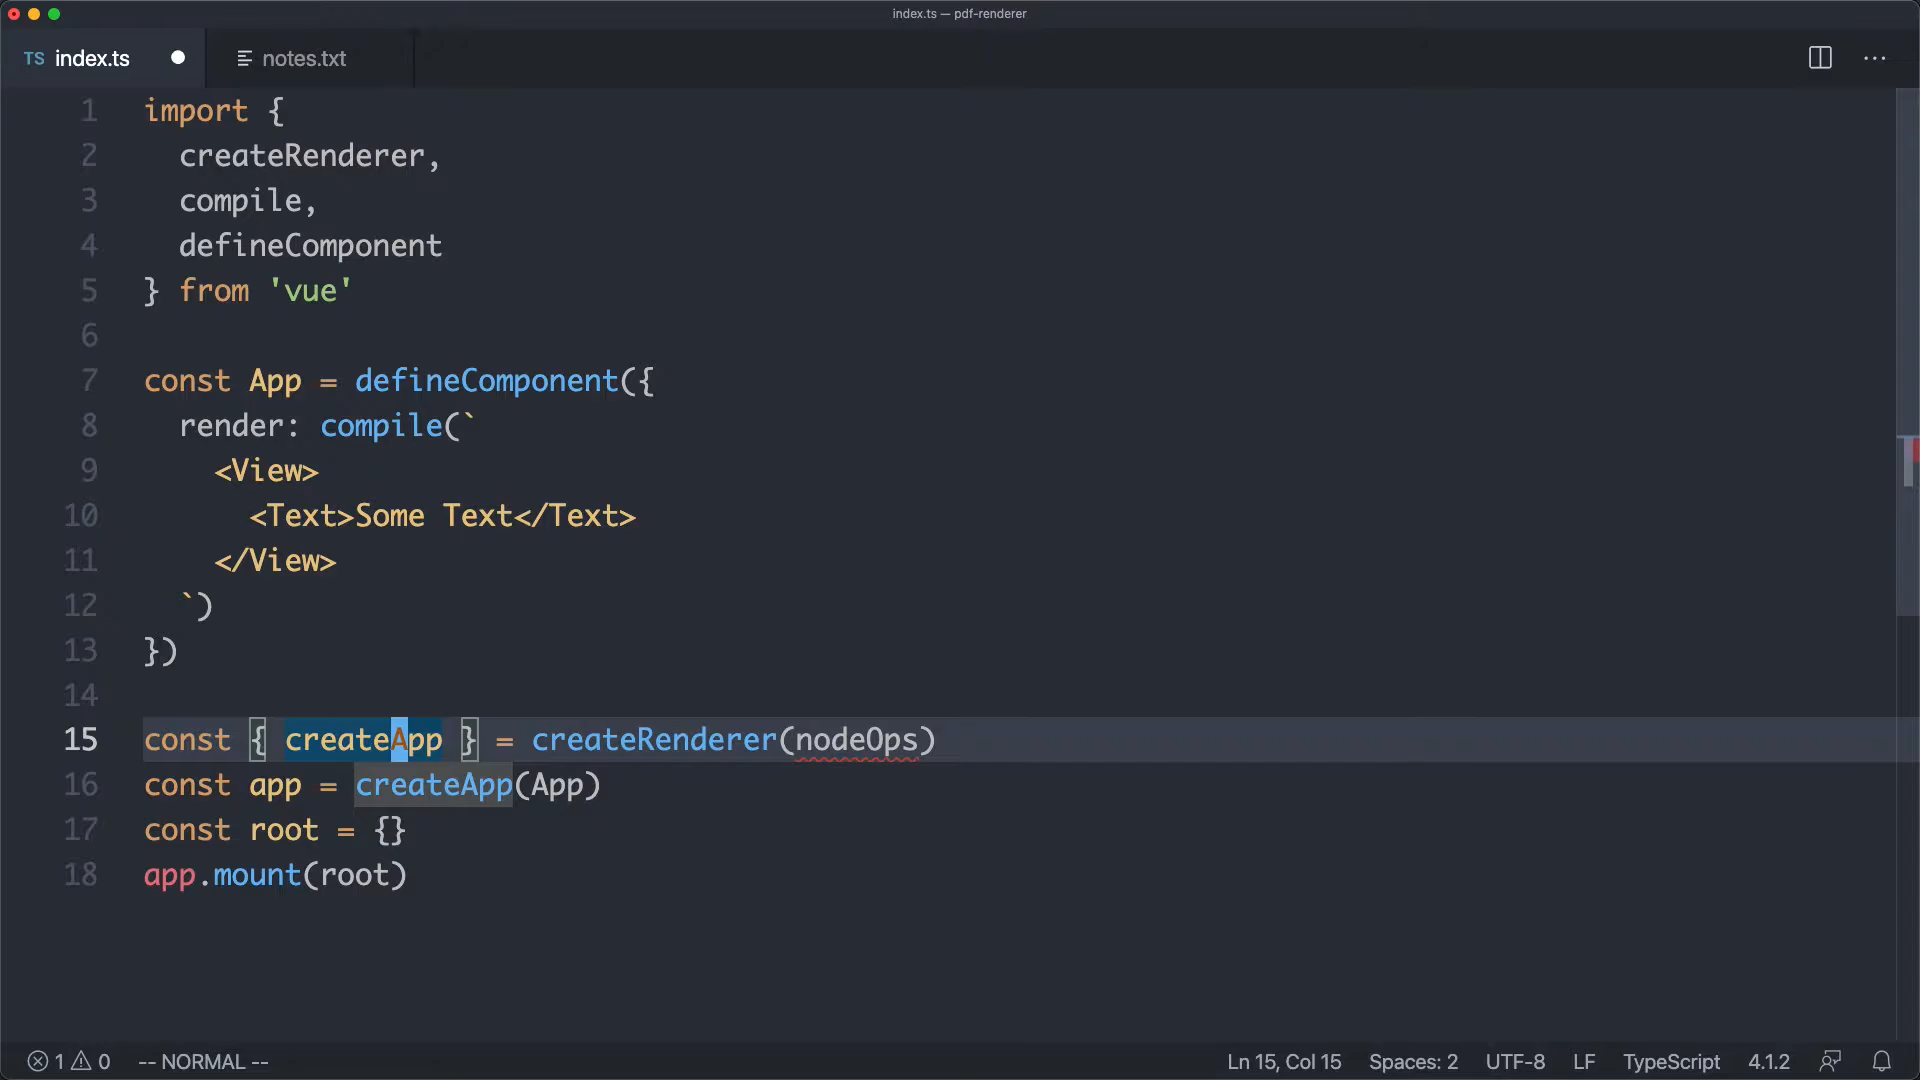 index.ts — pdf-renderer
TS index.ts
notes.txt
1 import {
2   createRenderer,
3   compile,
4   defineComponent
5 } from 'vue'
6
7 const App = defineComponent({
8   render: compile(`
9     <View>
10       <Text>Some Text</Text>
11     </View>
12   `)
13 })
14
15 const { createApp } = createRenderer(nodeOps)
16 const app = createApp(App)
17 const root = {}
18 app.mount(root)
1 0 -- NORMAL -- Ln 15, Col 15 Spaces: 2 UTF-8 LF TypeScript 4.1.2